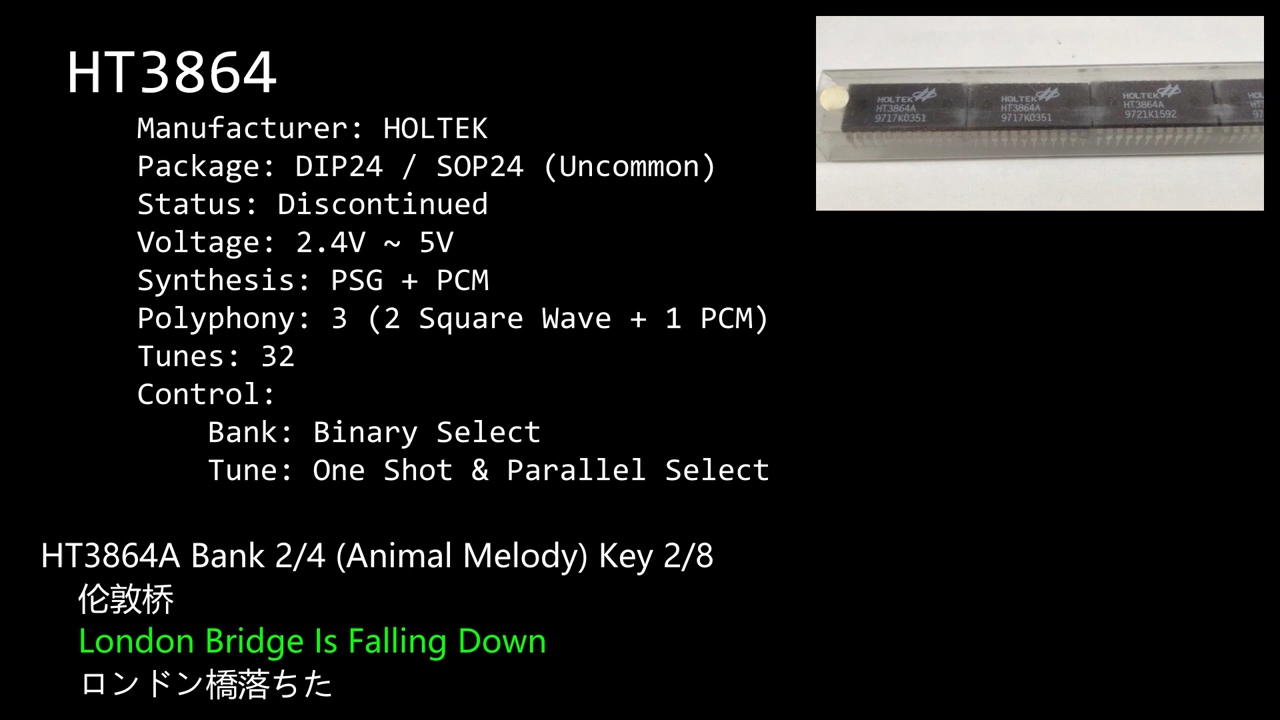 HT3864
Manufacturer: HOLTEK
Package: DIP24 / SOP24 (Uncommon)
Status: Discontinued
Voltage: 2.4V ~ 5V
Synthesis: PSG + PCM
Polyphony: 3 (2 Square Wave + 1 PCM)
Tunes: 32
Control:
Bank: Binary Select
Tune: One Shot & Parallel Select
HOLTEK
HT3864A
9717K0351
HOLTEK
HT3864A
9717K0351
HOLTEK
HT3864A
9721K1592
HT3864A Bank 2/4 (Animal Melody) Key 2/8
伦敦桥
London Bridge Is Falling Down
ロンドン橋落ちた